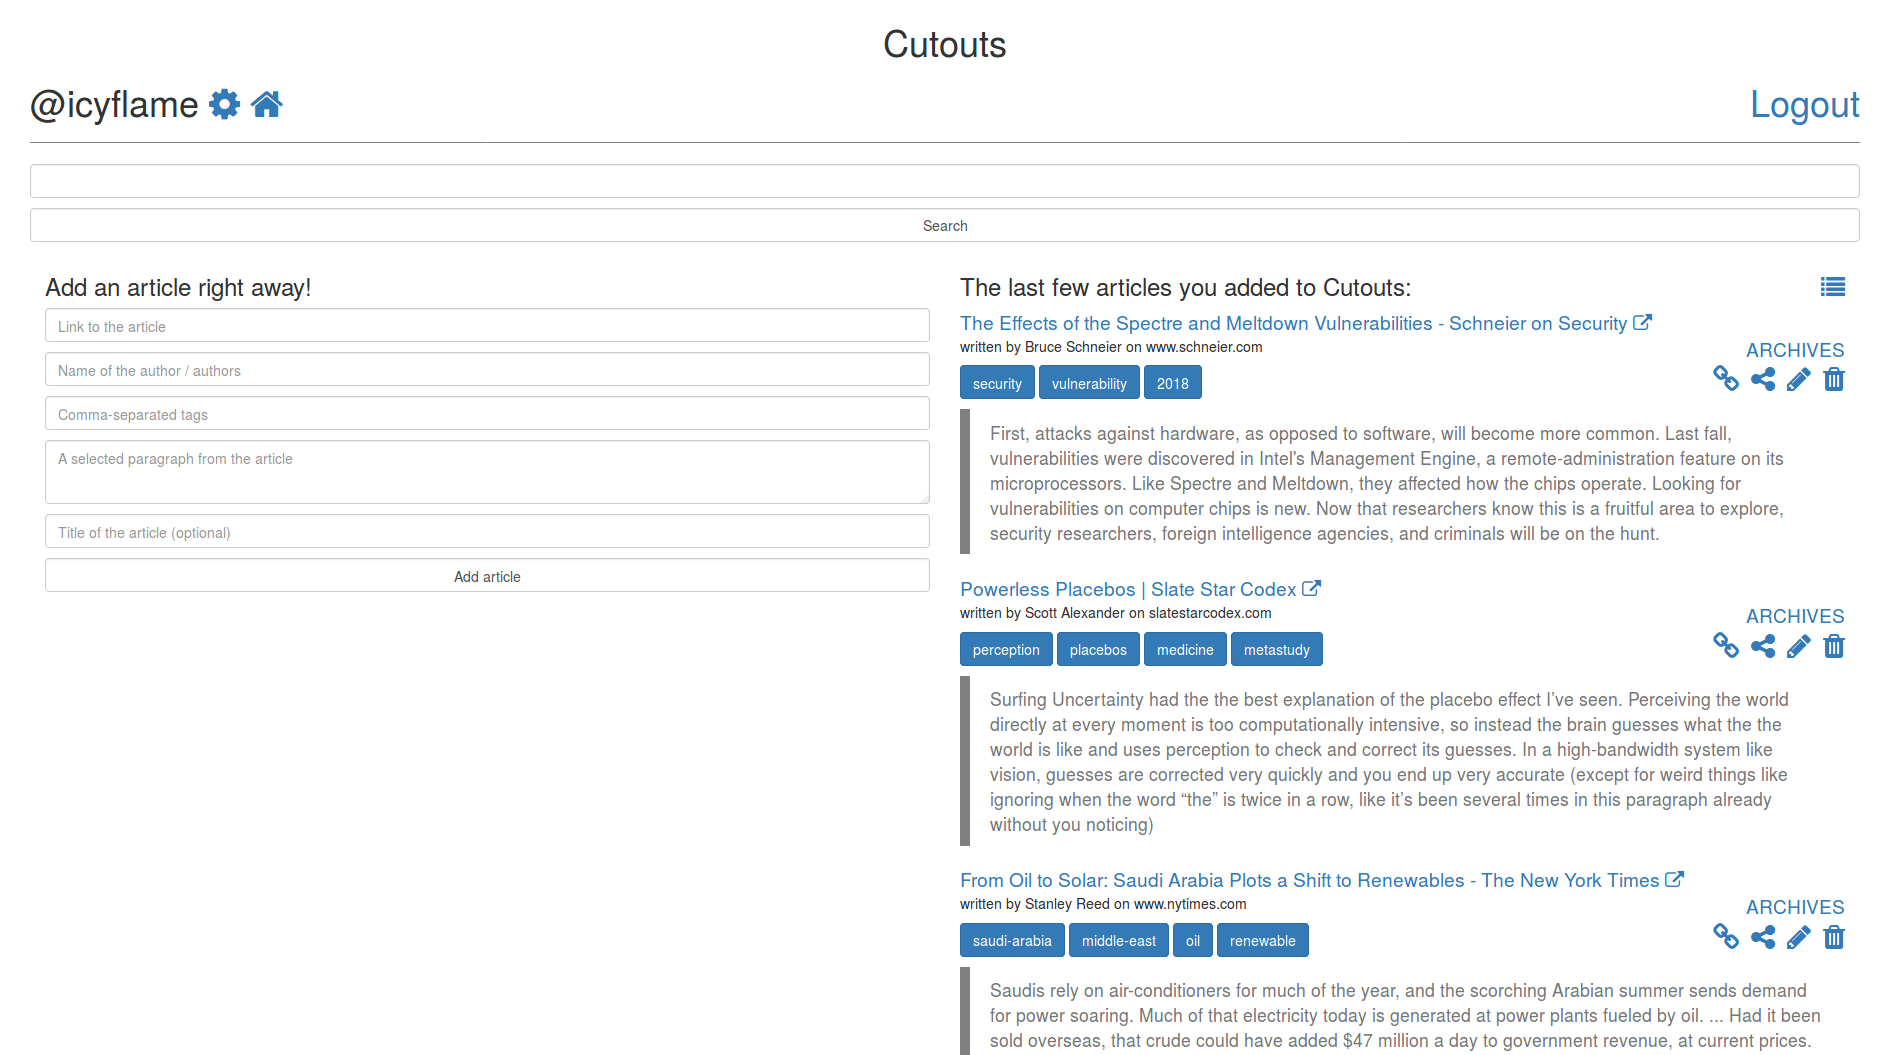 Cutouts
@icyflame
Logout
Search
Add an article right away!
Link to the article
Name of the author / authors
Comma-separated tags
A selected paragraph from the article
Title of the article (optional)
Add article
The last few articles you added to Cutouts:
The Effects of the Spectre and Meltdown Vulnerabilities - Schneier on Security
written by Bruce Schneier on www.schneier.com
ARCHIVES
security vulnerability 2018
First, attacks against hardware, as opposed to software, will become more common. Last fall,
vulnerabilities were discovered in Intel's Management Engine, a remote-administration feature on its
microprocessors. Like Spectre and Meltdown, they affected how the chips operate. Looking for
vulnerabilities on computer chips is new. Now that researchers know this is a fruitful area to explore,
security researchers, foreign intelligence agencies, and criminals will be on the hunt.
Powerless Placebos | Slate Star Codex
written by Scott Alexander on slatestarcodex.com
ARCHIVES
perception placebos medicine metastudy
Surfing Uncertainty had the the best explanation of the placebo effect I’ve seen. Perceiving the world
directly at every moment is too computationally intensive, so instead the brain guesses what the the
world is like and uses perception to check and correct its guesses. In a high-bandwidth system like
vision, guesses are corrected very quickly and you end up very accurate (except for weird things like
ignoring when the word “the” is twice in a row, like it’s been several times in this paragraph already
without you noticing)
From Oil to Solar: Saudi Arabia Plots a Shift to Renewables - The New York Times
written by Stanley Reed on www.nytimes.com
ARCHIVES
saudi-arabia middle-east oil renewable
Saudis rely on air-conditioners for much of the year, and the scorching Arabian summer sends demand
for power soaring. Much of that electricity today is generated at power plants fueled by oil. ... Had it been
sold overseas, that crude could have added $47 million a day to government revenue, at current prices.